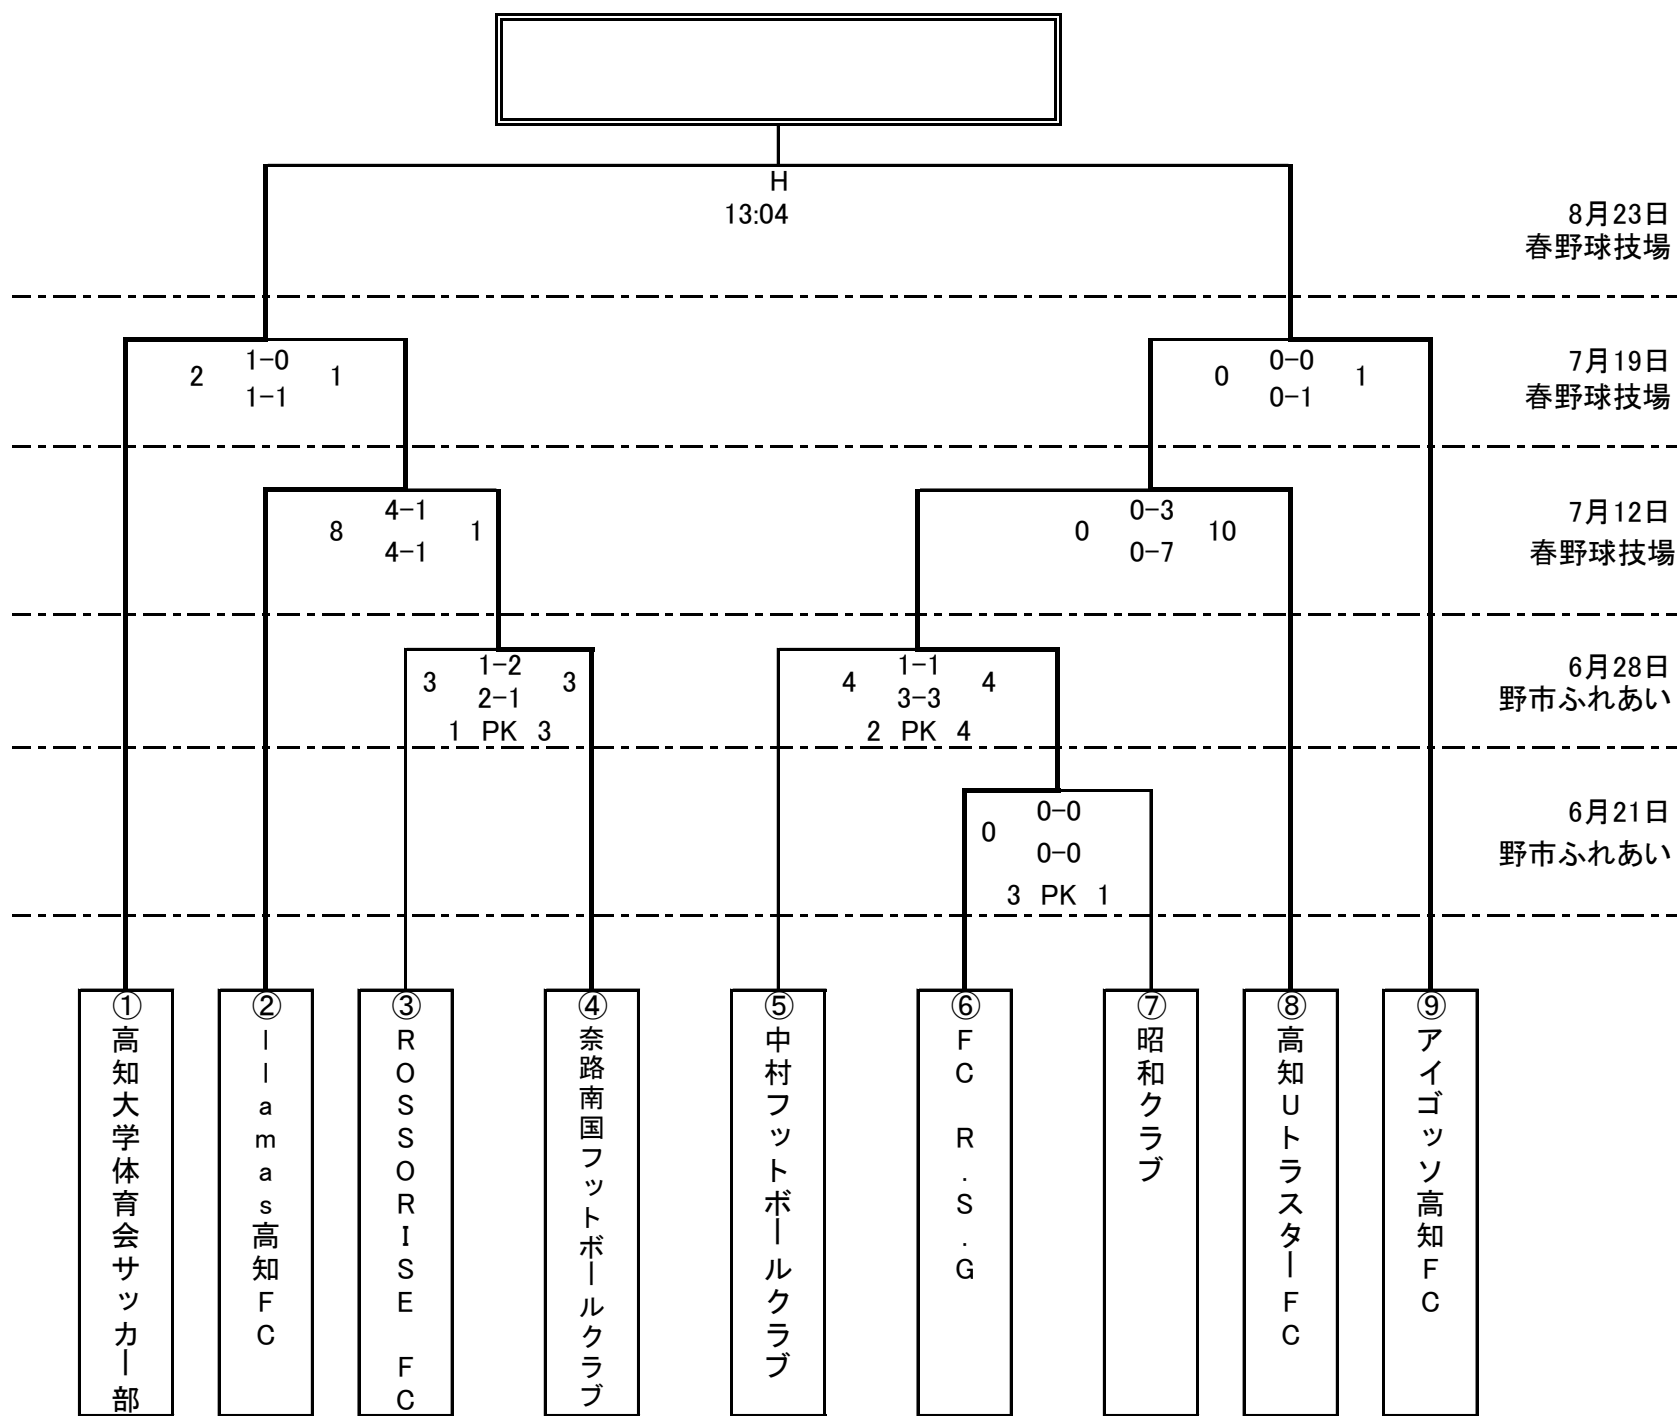 H
13:04
8月23日
春野球技場
1-0
2 1
1-1
0-0
0 1
0-1
7月19日
春野球技場
4-1
8 1
4-1
0-3
0 10
0-7
7月12日
春野球技場
1-2
3 3
2-1
1 PK 3
1-1
4 4
3-3
2 PK 4
6月28日
野市ふれあい
0-0
0
0-0
3 PK 1
6月21日
野市ふれあい
①高知大学体育会サッカー部
②llamas高知FC
③ROSSORISE FC
④奈路南国フットボールクラブ
⑤中村フットボールクラブ
⑥FC R.S.G
⑦昭和クラブ
⑧高知UトラスターFC
⑨アイゴッソ高知FC